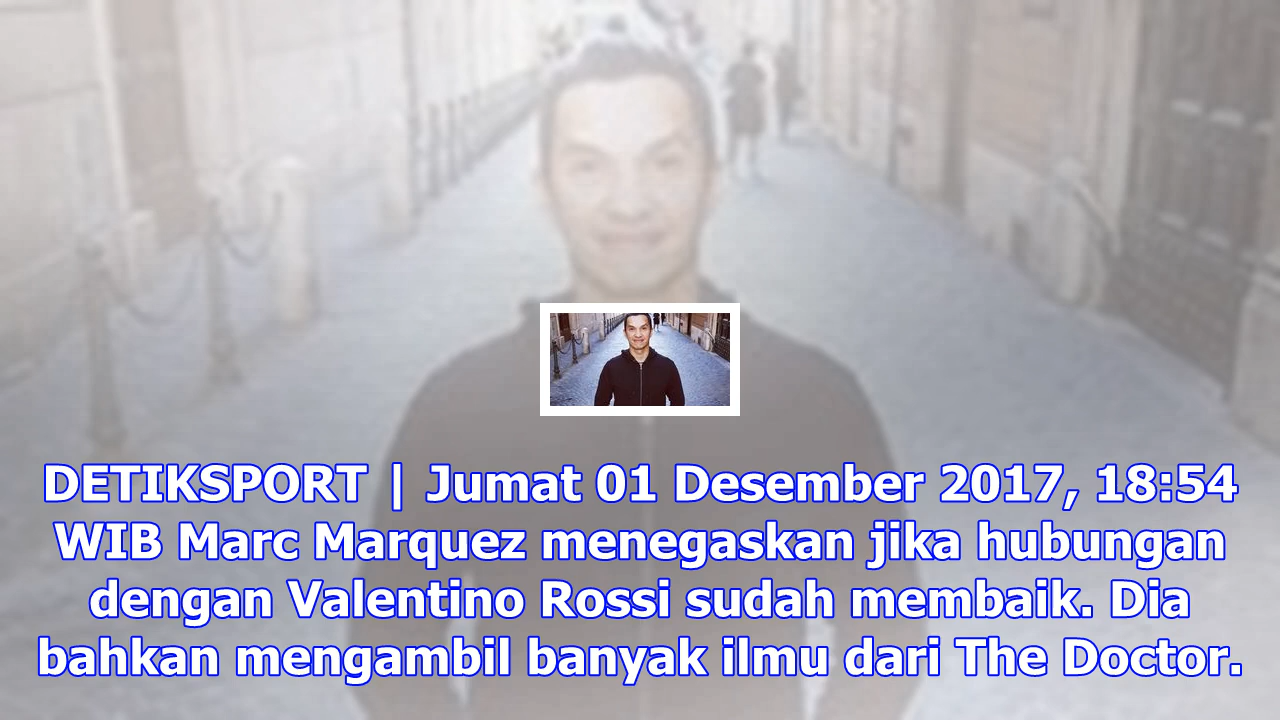 DETIKSPORT | Jumat 01 Desember 2017, 18:54
WIB Marc Marquez menegaskan jika hubungan
dengan Valentino Rossi sudah membaik. Dia
bahkan mengambil banyak ilmu dari The Doctor.